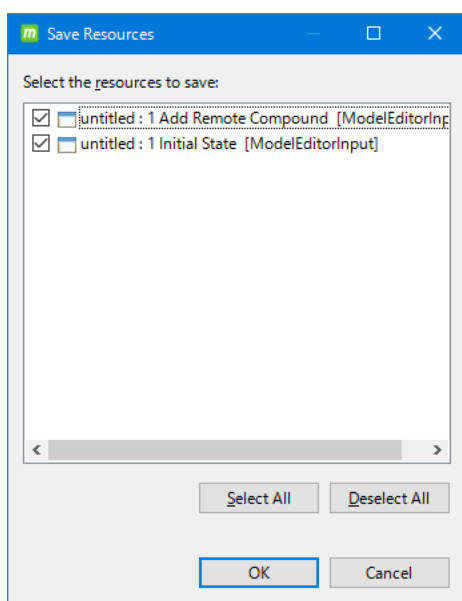 m Save Resources
Select the resources to save:
untitled : 1 Add Remote Compound [ModelEditorInp
untitled : 1 Initial State [ModelEditorInput]
Select All
Deselect All
OK
Cancel